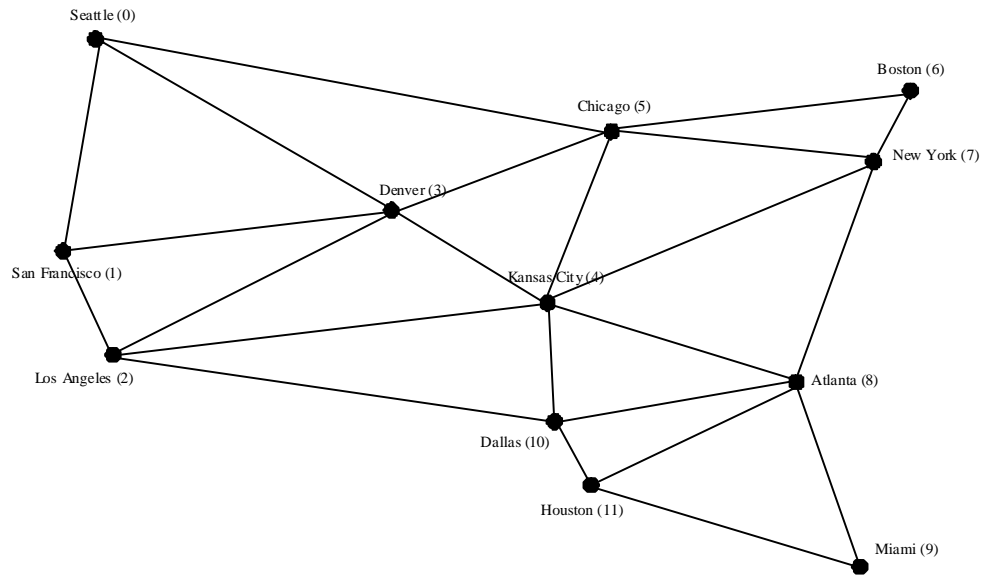 Seattle (0)
Boston (6)
Chicago (5)
New York (7)
Denver (3)
San Francisco (1)
Kansas City (4)
Los Angeles (2)
Atlanta (8)
Dallas (10)
Houston (11)
Miami (9)